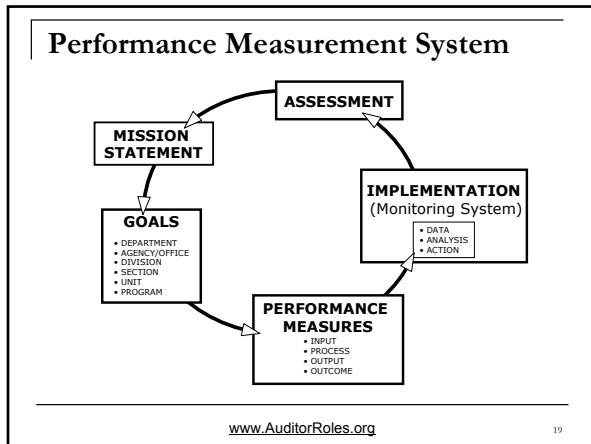 Performance Measurement System
ASSESSMENT
MISSION
STATEMENT
IMPLEMENTATION
(Monitoring System)
• DATA
• ANALYSIS
• ACTION
GOALS
• DEPARTMENT
• AGENCY/OFFICE
• DIVISION
• SECTION
• UNIT
• PROGRAM
PERFORMANCE
MEASURES
• INPUT
• PROCESS
• OUTPUT
• OUTCOME
www.AuditorRoles.org
19